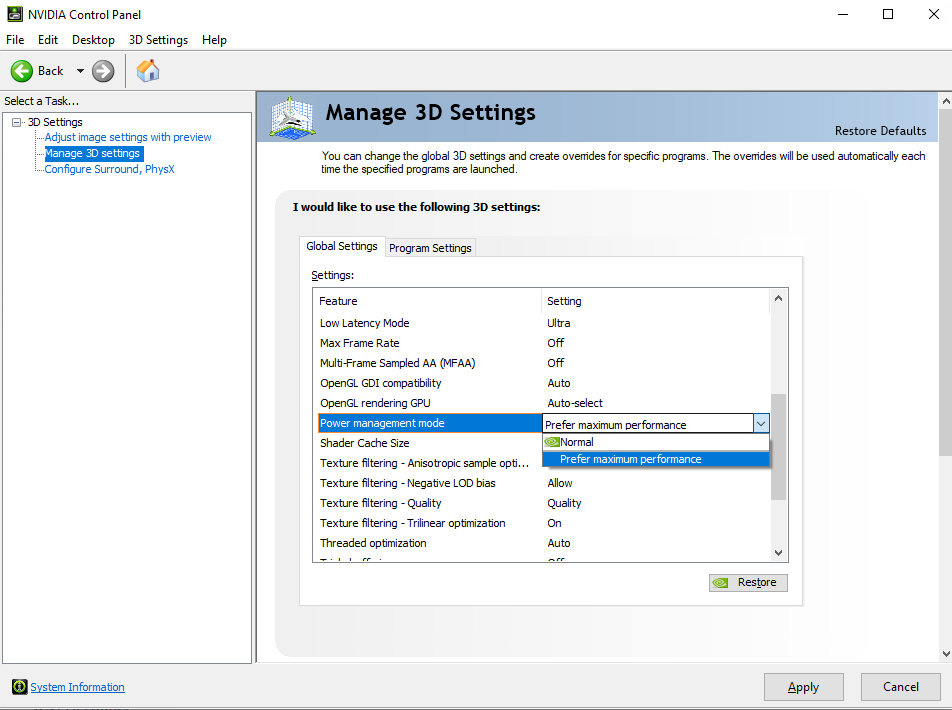 NVIDIA Control Panel
File Edit Desktop 3D Settings Help
Back
Select a Task...
3D Settings
Adjust image settings with preview
Manage 3D settings
Configure Surround, PhysX
Manage 3D Settings
Restore Defaults
You can change the global 3D settings and create overrides for specific programs. The overrides will be used automatically each
time the specified programs are launched.
I would like to use the following 3D settings:
Global Settings Program Settings
Settings:
Feature Setting
Low Latency Mode Ultra
Max Frame Rate Off
Multi-Frame Sampled AA (MFAA) Off
OpenGL GDI compatibility Auto
OpenGL rendering GPU Auto-select
Power management mode Prefer maximum performance
Shader Cache Size Normal
Texture filtering - Anisotropic sample opti... Prefer maximum performance
Texture filtering - Negative LOD bias Allow
Texture filtering - Quality Quality
Texture filtering - Trilinear optimization On
Threaded optimization Auto
Restore
System Information
Apply Cancel